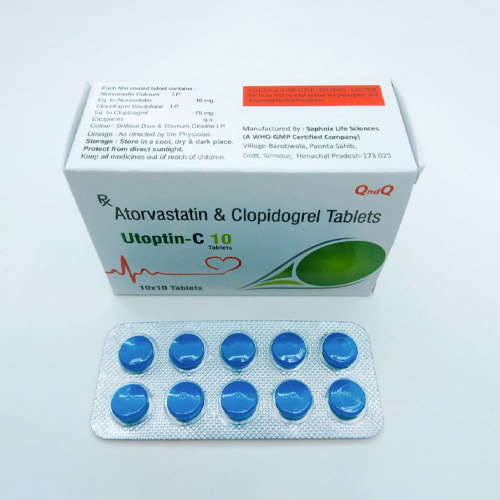 Each film coated tablet contains :
Atorvastatin Calcium I.P.
Eq. to Atorvastatin 10 mg.
Clopidogrel Bisulphate I.P.
Eq. to Clopidogrel 75 mg.
Excipients q.s
Colour : Brilliant Blue & Titanium Dioxide I.P.
Dosage : As directed by the Physician.
Storage : Store in a cool, dry & dark place.
Protect from direct sunlight.
Keep all medicines out of reach of children.
Manufactured By : Saphnix Life Sciences
(A WHO-GMP Certified Company)
Village-Barotiwala, Paonta Sahib,
Distt. Sirmour, Himachal Pradesh-173 025
QndQ
Rx
Atorvastatin & Clopidogrel Tablets
Utoptin-C 10
Tablets
10x10 Tablets